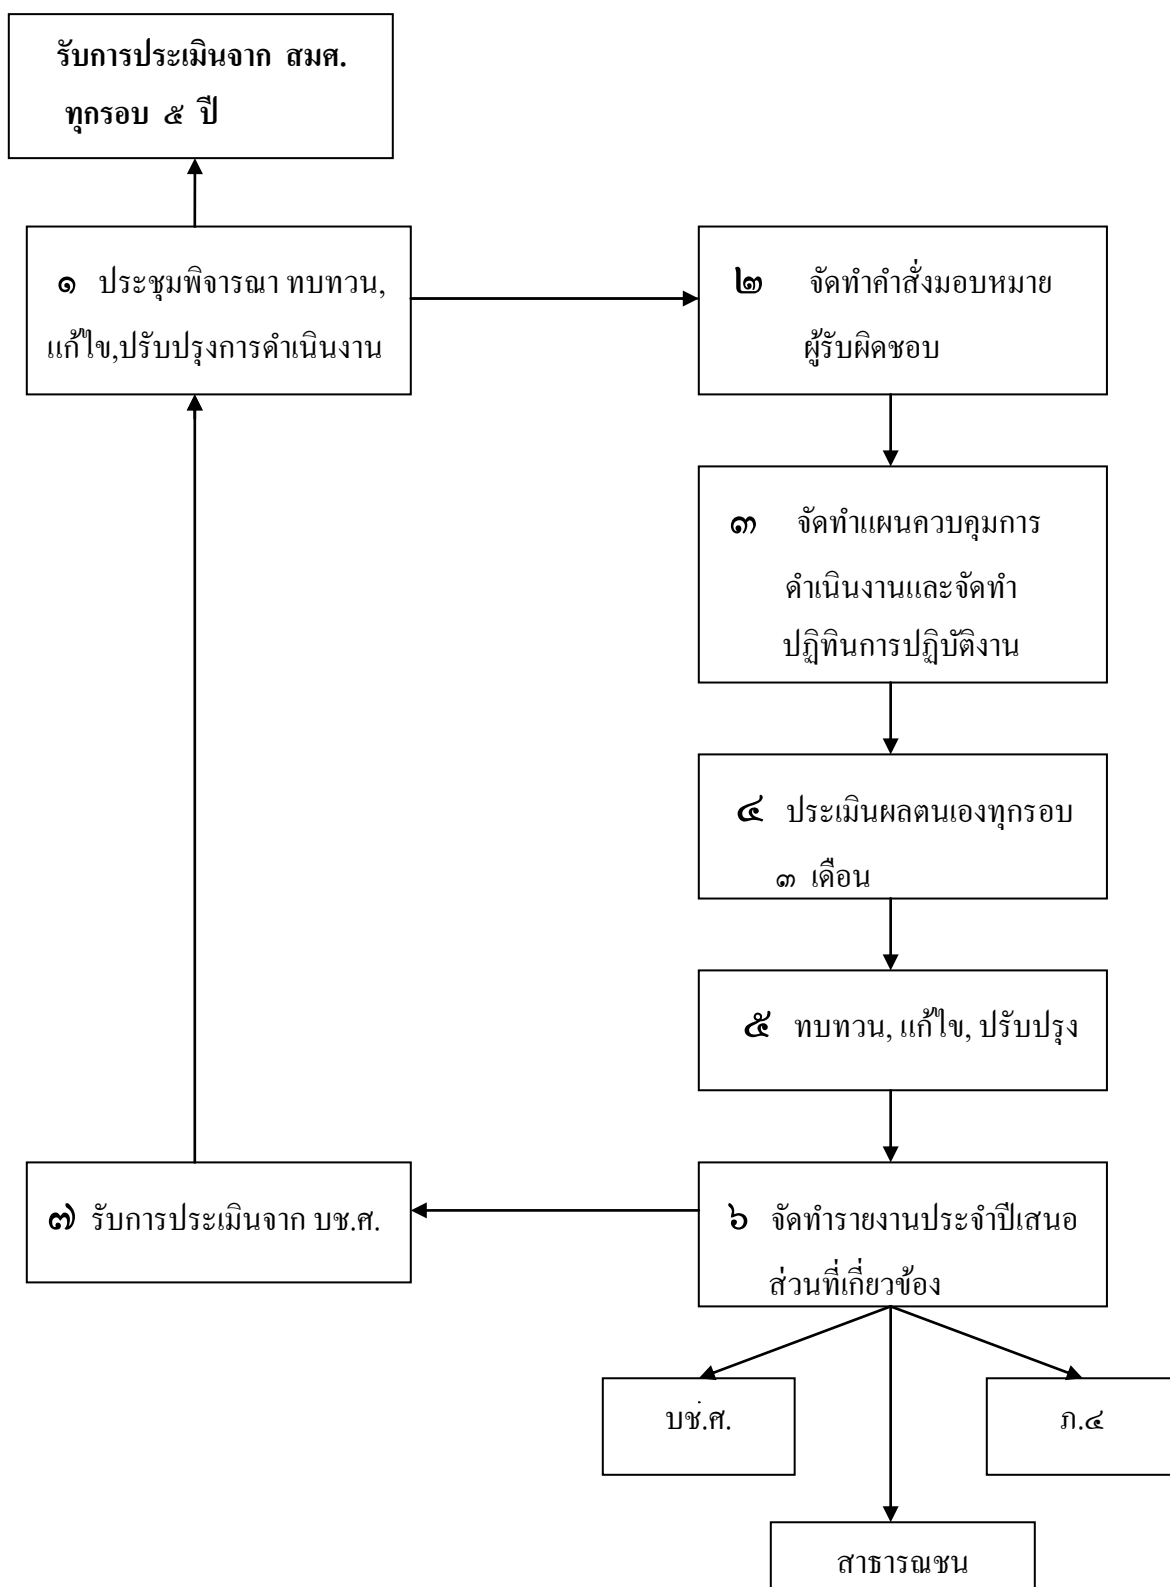 รับการประเมินจาก สมศ.
ทุกรอบ ๕ ปี
๑ ประชุมพิจารณา ทบทวน,
แก้ไข,ปรับปรุงการดำเนินงาน
๒ จัดทำคำสั่งมอบหมาย
ผู้รับผิดชอบ
๓ จัดทำแผนควบคุมการ
ดำเนินงานและจัดทำ
ปฏิทินการปฏิบัติงาน
๔ ประเมินผลตนเองทุกรอบ
๓ เดือน
๕ ทบทวน, แก้ไข, ปรับปรุง
๖ จัดทำรายงานประจำปีเสนอ
ส่วนที่เกี่ยวข้อง
๗ รับการประเมินจาก บช.ศ.
บช.ศ.
ภ.๔
สาธารณชน